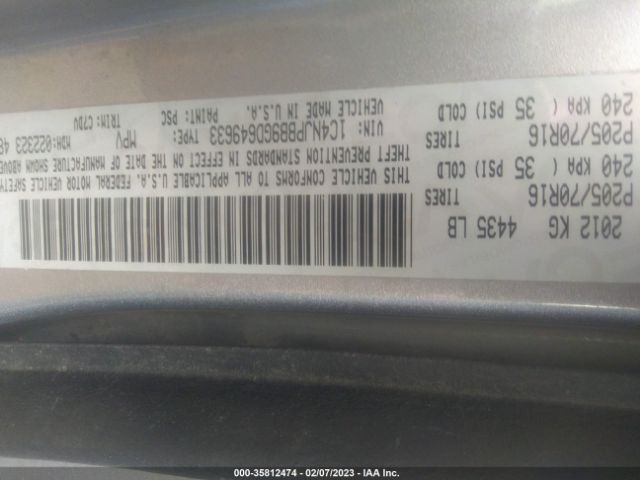 2012 KG 4435 LB
P205/70R16 TIRES 240 KPA ( 35 PSI) COLD
P205/70R16 TIRES 240 KPA ( 35 PSI) COLD
THIS VEHICLE CONFORMS TO ALL APPLICABLE U.S.A. FEDERAL MOTOR VEHICLE SAFETY
THEFT PREVENTION STANDARDS IN EFFECT ON THE DATE OF MANUFACTURE SHOWN ABOVE
VIN: 1C4NJPBB9CD649633 TYPE: MPV MDH:022323 48
VEHICLE MADE IN U.S.A. PAINT: PSC TRIM: C7DV
000-35812474 - 02/07/2023 - IAA Inc.